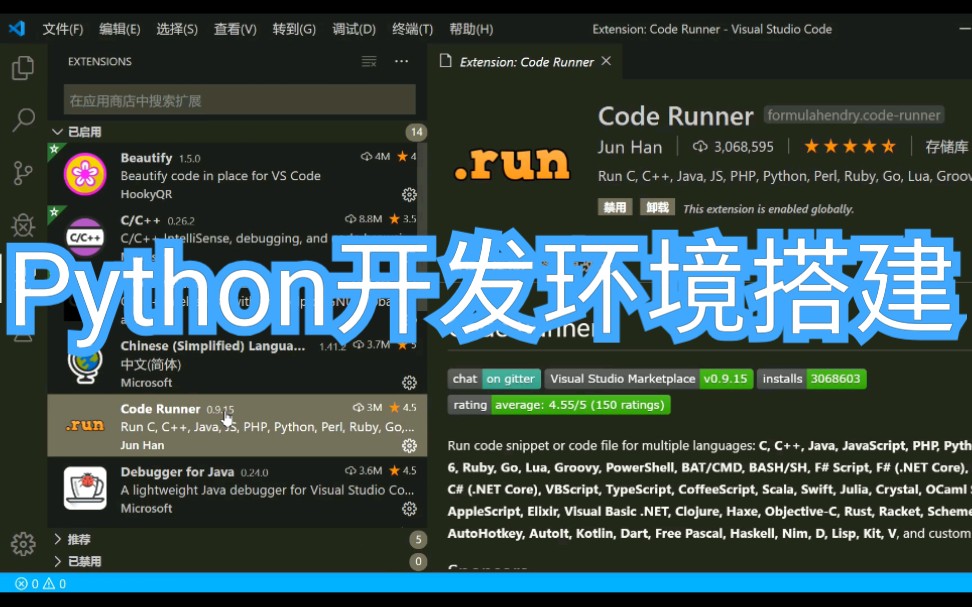 文件(F) 编辑(E) 选择(S) 查看(V) 转到(G) 调试(D) 终端(T) 帮助(H) Extension: Code Runner - Visual Studio Code
EXTENSIONS
Extension: Code Runner
在应用商店中搜索扩展
已启用 14
Beautify 1.5.0 4M 4
Beautify code in place for VS Code
HookyQR
C/C++ 0.26.2 8.8M 3.5
C/C++ IntelliSense, debugging, and
Chinese (Simplified) Langua... 1.41.2 3.7M 5
中文(简体)
Microsoft
Code Runner 0.9.15 3M 4.5
Run C, C++, Java, JS, PHP, Python, Perl, Ruby, Go,...
Jun Han
Debugger for Java 0.24.0 3.6M 4.5
A lightweight Java debugger for Visual Studio Co...
Microsoft
推荐 5
已禁用 0
.run
.run
Code Runner formulahendry.code-runner
Jun Han 3,068,595 存储库
Run C, C++, Java, JS, PHP, Python, Perl, Ruby, Go, Lua, Groov
禁用 卸载 This extension is enabled globally.
Python开发环境搭建
chat on gitter Visual Studio Marketplace v0.9.15 installs 3068603
rating average: 4.55/5 (150 ratings)
Run code snippet or code file for multiple languages: C, C++, Java, JavaScript, PHP, Pyth
6, Ruby, Go, Lua, Groovy, PowerShell, BAT/CMD, BASH/SH, F# Script, F# (.NET Core),
C# (.NET Core), VBScript, TypeScript, CoffeeScript, Scala, Swift, Julia, Crystal, OCaml
AppleScript, Elixir, Visual Basic .NET, Clojure, Haxe, Objective-C, Rust, Racket, Scheme
AutoHotkey, AutoIt, Kotlin, Dart, Free Pascal, Haskell, Nim, D, Lisp, Kit, V, and custom
0 0